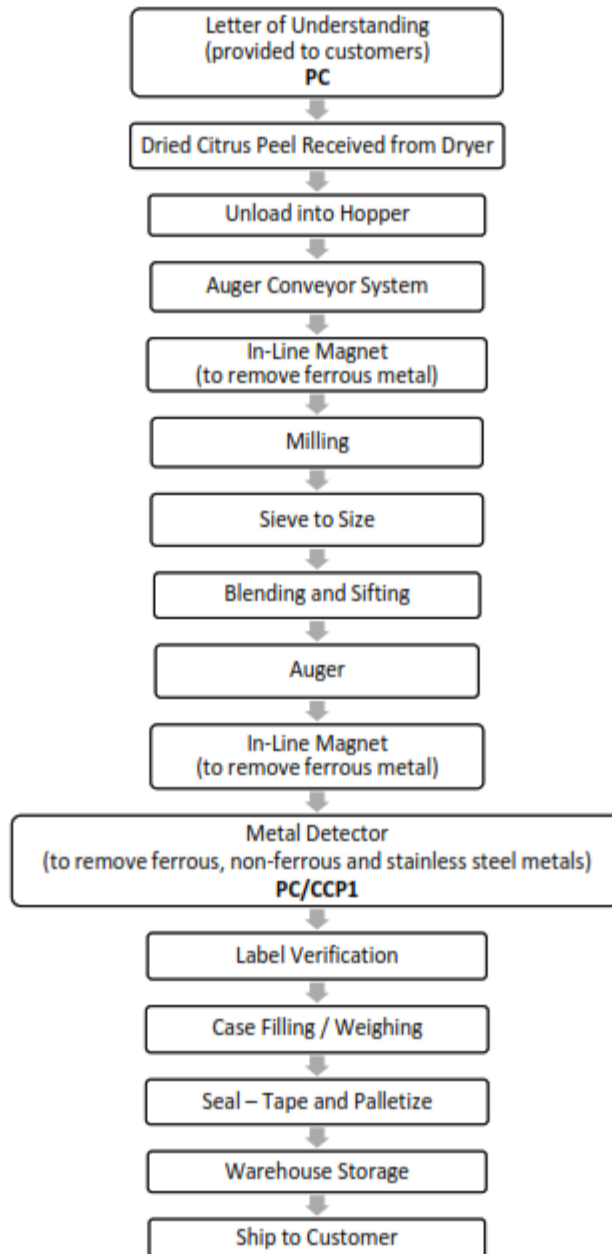 Letter of Understanding
(provided to customers)
PC
Dried Citrus Peel Received from Dryer
Unload into Hopper
Auger Conveyor System
In-Line Magnet
(to remove ferrous metal)
Milling
Sieve to Size
Blending and Sifting
Auger
In-Line Magnet
(to remove ferrous metal)
Metal Detector
(to remove ferrous, non-ferrous and stainless steel metals)
PC/CCP1
Label Verification
Case Filling / Weighing
Seal – Tape and Palletize
Warehouse Storage
Ship to Customer